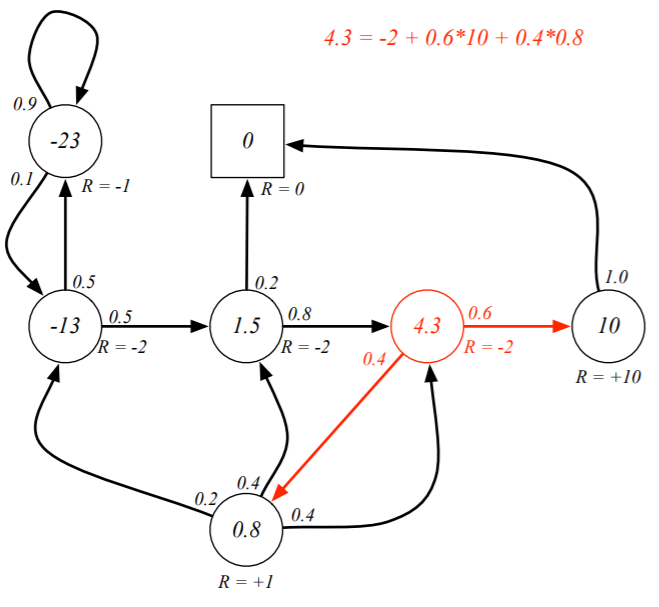 4.3 = -2 + 0.6*10 + 0.4*0.8
0.9
-23
0
0.1
R = -1
R = 0
0.5
0.2
1.0
-13
0.5
R = -2
1.5
0.8
R = -2
4.3
0.6
R = -2
10
R = +10
0.4
0.2
0.4
0.8
0.4
R = +1